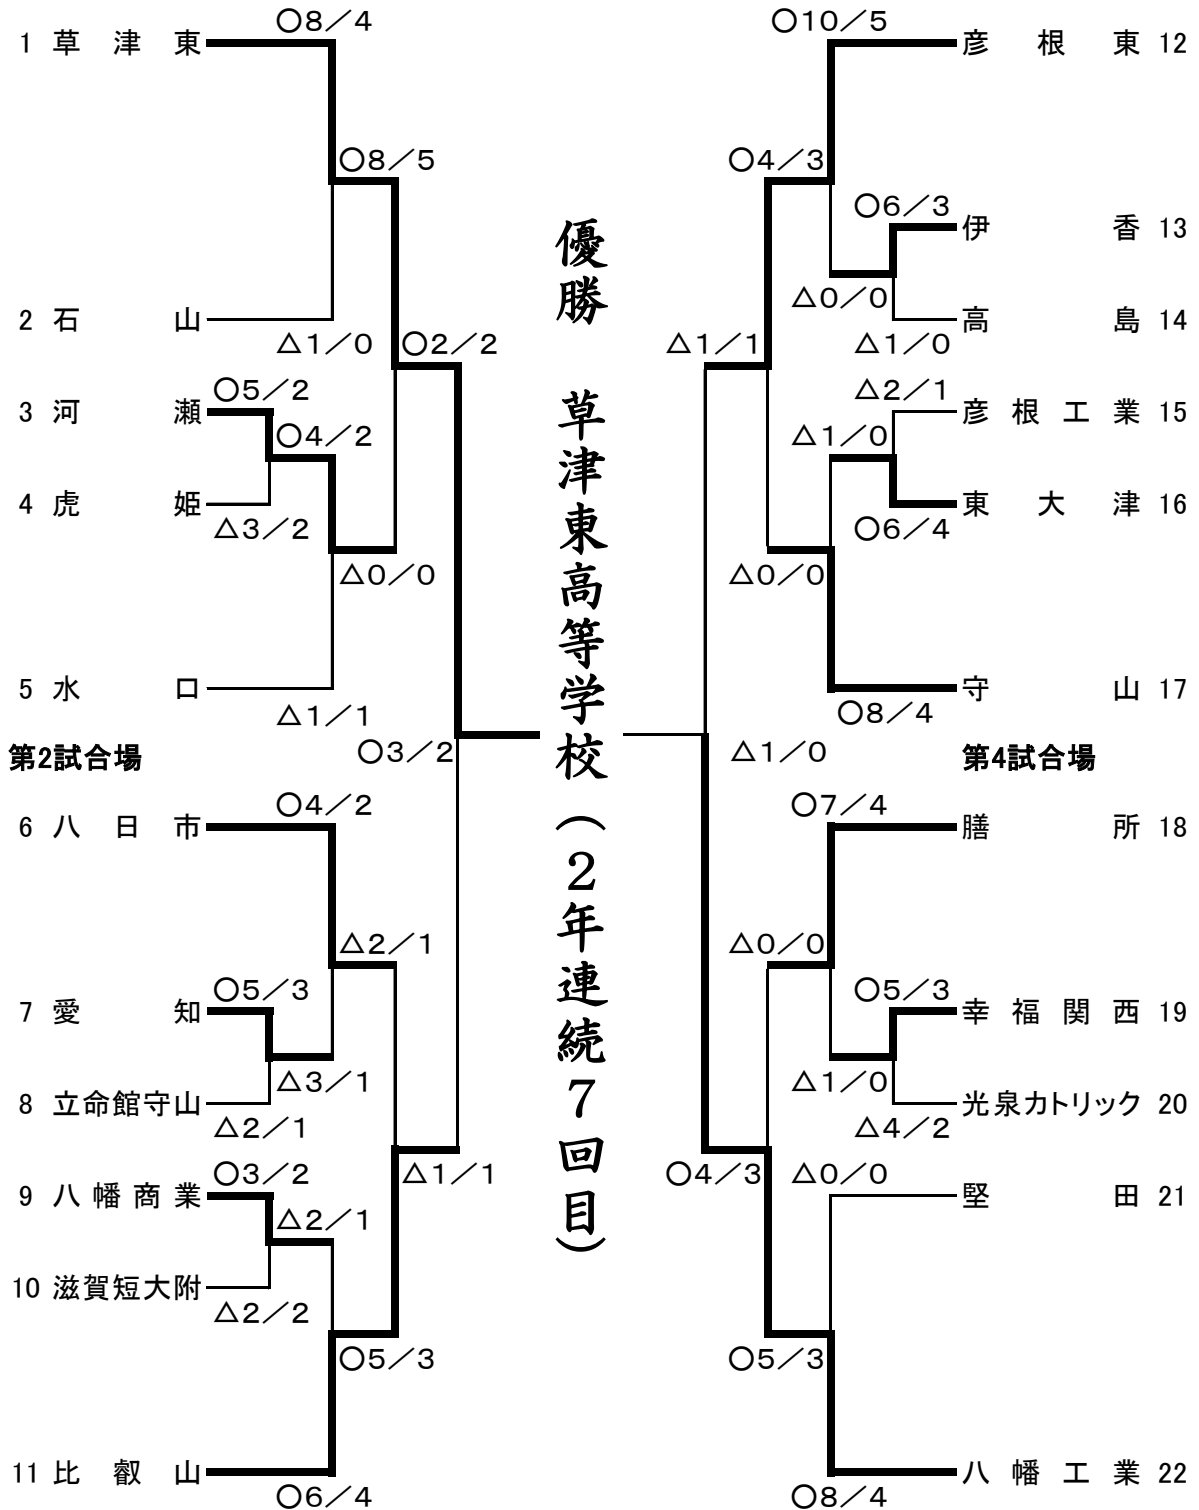 ○8／4
1 草津東
○8／5
2 石山
△1／0
○2／2
3 河瀬
○5／2
○4／2
4 虎姫
△3／2
△0／0
5 水口
△1／1
第2試合場
○3／2
6 八日市
○4／2
△2／1
7 愛知
○5／3
△3／1
8 立命館守山
△2／1
9 八幡商業
○3／2
△2／1
△1／1
10 滋賀短大附
△2／2
○5／3
11 比叡山
○6／4
優勝　草津東高等学校（２年連続７回目）
○10／5
彦根東 12
○4／3
○6／3
伊香 13
△0／0
高島 14
△1／0
△1／1
△2／1
彦根工業 15
△1／0
東大津 16
○6／4
△0／0
守山 17
○8／4
△1／0
第4試合場
○7／4
膳所 18
△0／0
○5／3
幸福関西 19
△1／0
光泉カトリック 20
△4／2
○4／3
△0／0
堅田 21
○5／3
八幡工業 22
○8／4